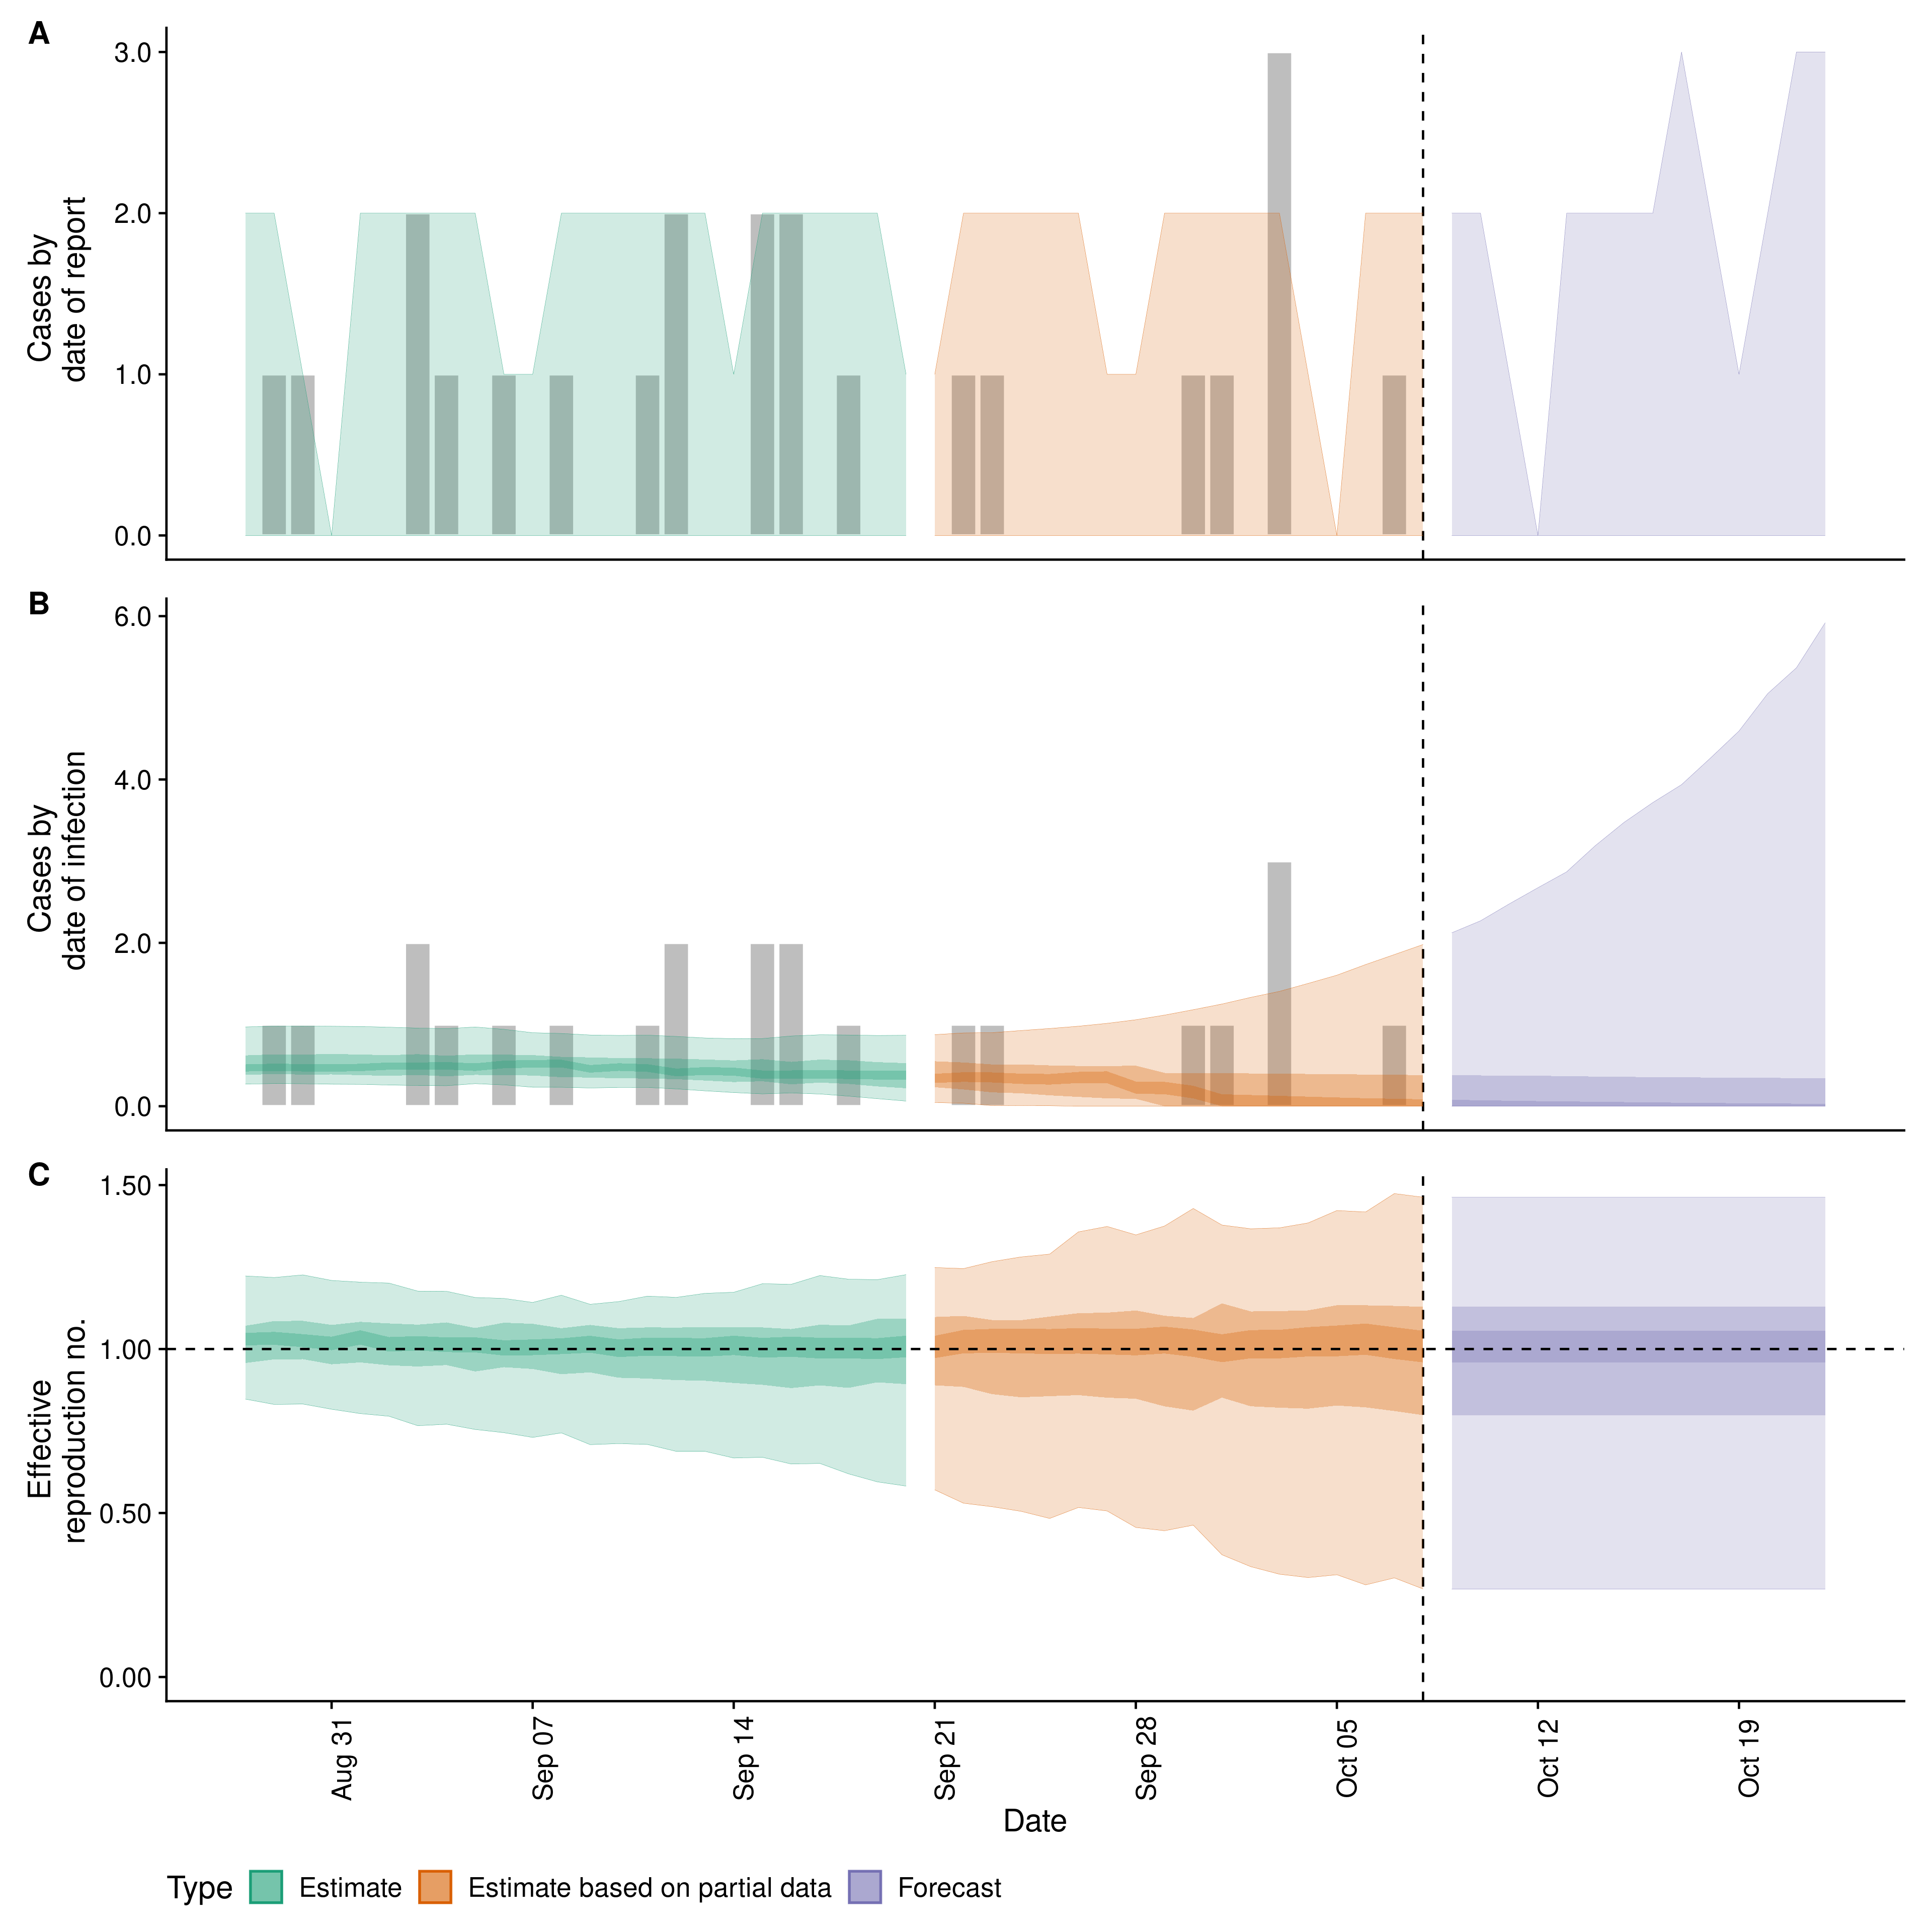 A
Cases by
date of report
3.0
2.0
1.0
0.0
B
Cases by
date of infection
6.0
4.0
2.0
0.0
C
Effective
reproduction no.
1.50
1.00
0.50
0.00
Aug 31
Sep 07
Sep 14
Sep 21
Sep 28
Oct 05
Oct 12
Oct 19
Date
Type Estimate Estimate based on partial data Forecast